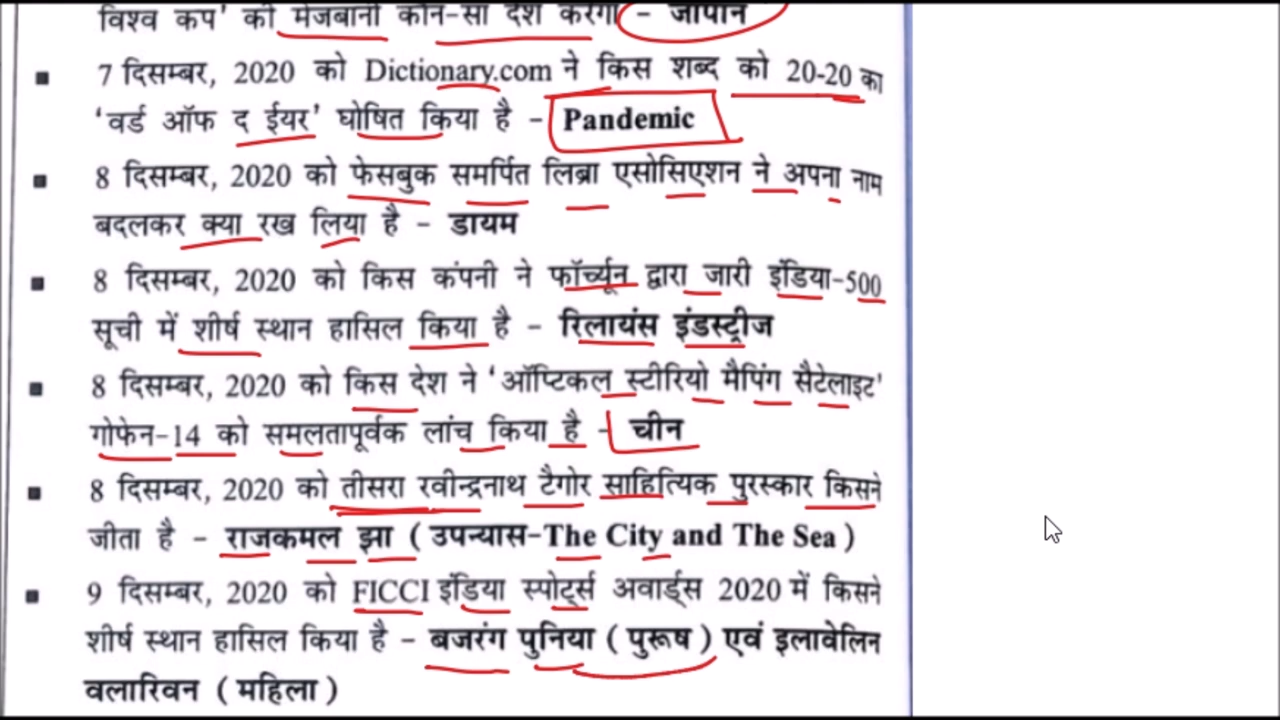 विश्व कप' की मेजबानी कौन-सा देश करेगा - जापान
▪ 7 दिसम्बर, 2020 को Dictionary.com ने किस शब्द को 20-20 का
'वर्ड ऑफ द ईयर' घोषित किया है - Pandemic
▪ 8 दिसम्बर, 2020 को फेसबुक समर्पित लिब्रा एसोसिएशन ने अपना नाम
बदलकर क्या रख लिया है - डायम
▪ 8 दिसम्बर, 2020 को किस कंपनी ने फॉर्च्यून द्वारा जारी इंडिया-500
सूची में शीर्ष स्थान हासिल किया है - रिलायंस इंडस्ट्रीज
▪ 8 दिसम्बर, 2020 को किस देश ने 'ऑप्टिकल स्टीरियो मैपिंग सैटेलाइट'
गोफेन-14 को समलतापूर्वक लांच किया है - चीन
▪ 8 दिसम्बर, 2020 को तीसरा रवीन्द्रनाथ टैगोर साहित्यिक पुरस्कार किसने
जीता है - राजकमल झा ( उपन्यास-The City and The Sea )
▪ 9 दिसम्बर, 2020 को FICCI इंडिया स्पोर्ट्स अवार्ड्स 2020 में किसने
शीर्ष स्थान हासिल किया है - बजरंग पुनिया ( पुरूष ) एवं इलावेलिन
वलारिवन ( महिला )